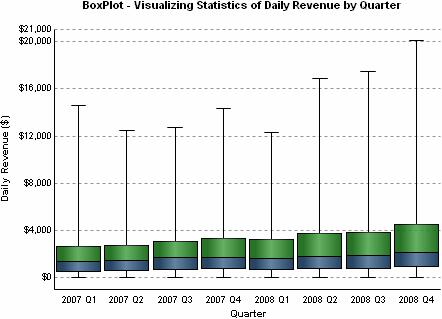 BoxPlot - Visualizing Statistics of Daily Revenue by Quarter
$21,000
$20,000
$16,000
$12,000
$8,000
$4,000
$0
Daily Revenue ($)
2007 Q1 2007 Q2 2007 Q3 2007 Q4 2008 Q1 2008 Q2 2008 Q3 2008 Q4
Quarter